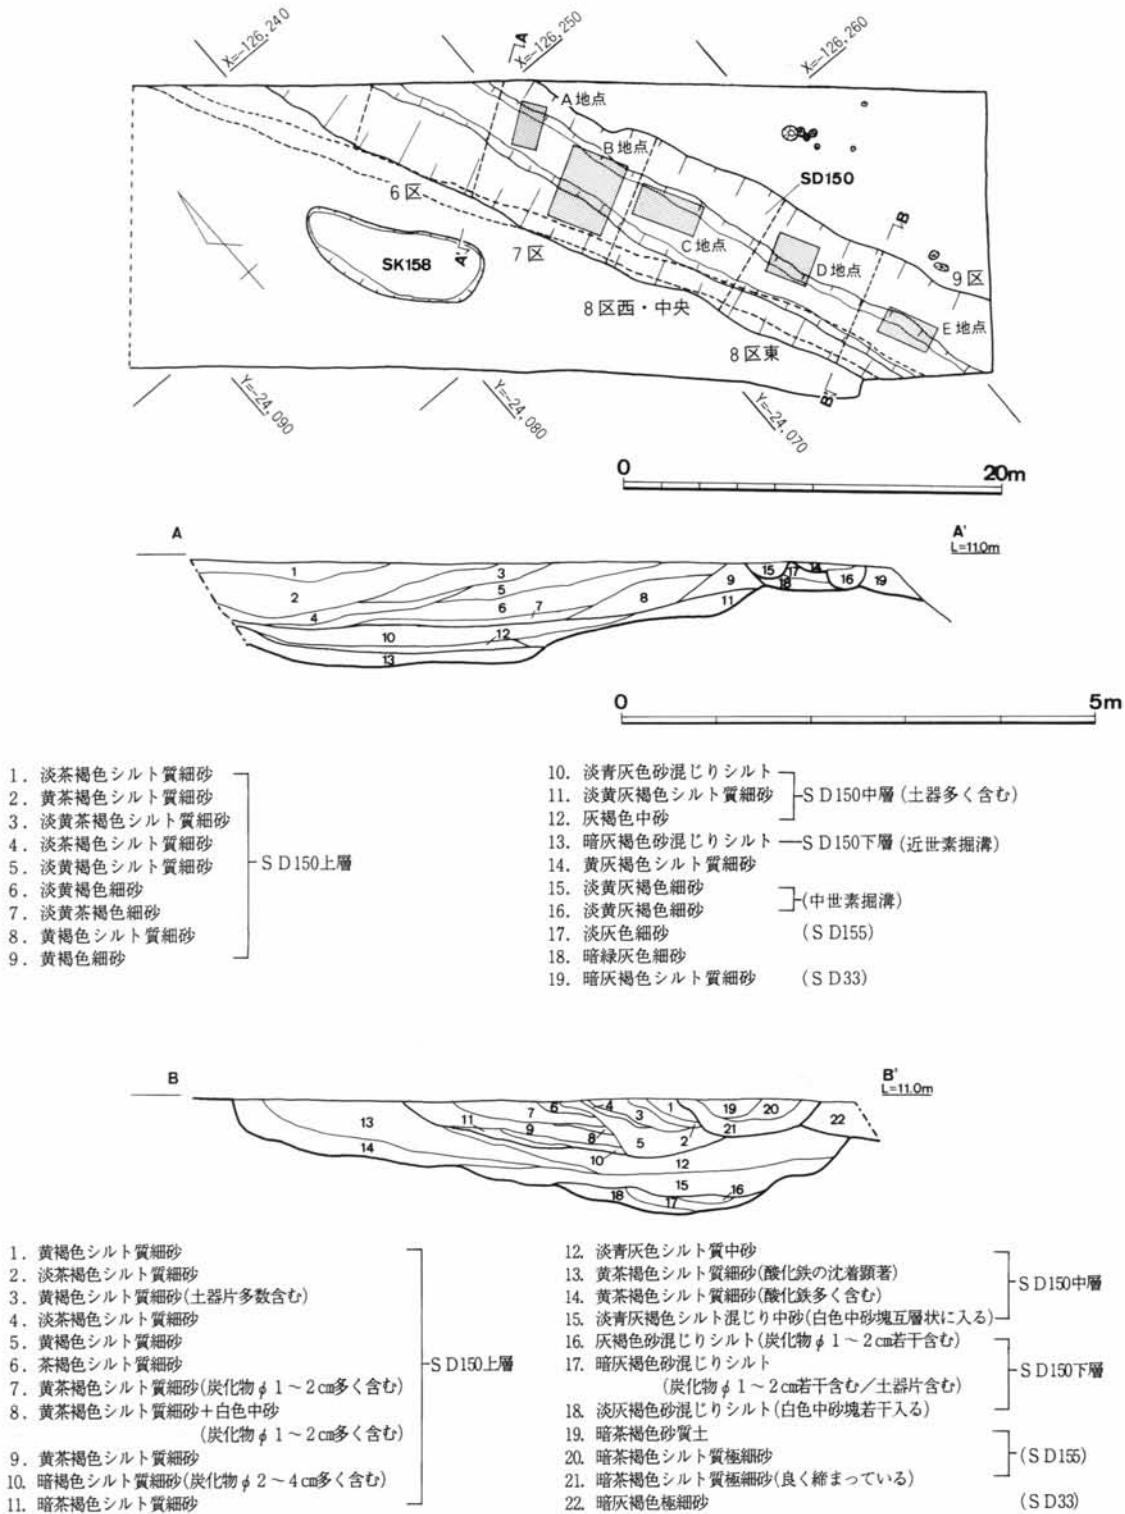 X=-126,240
A
X=-126,250
X=-126,260
A地点
B地点
SD150
6区
B
SK158
A'
7区
C地点
D地点
9区
8区西・中央
E地点
8区東
B'
Y=-24,090
Y=-24,080
Y=-24,070
0 20m
A A'
L=11.0m
1 3 15 17 14
2 5 9 18 16 19
4 6 7 8 11
10 12
13
0 5m
1. 淡茶褐色シルト質細砂
2. 黄茶褐色シルト質細砂
3. 淡黄茶褐色シルト質細砂
4. 淡茶褐色シルト質細砂
5. 淡黄褐色シルト質細砂
6. 淡黄褐色細砂
7. 淡黄茶褐色細砂
8. 黄褐色シルト質細砂
9. 黄褐色細砂
SD150上層
10. 淡青灰色砂混じりシルト
11. 淡黄灰褐色シルト質細砂
12. 灰褐色中砂
SD150中層(土器多く含む)
13. 暗灰褐色砂混じりシルト SD150下層(近世素掘溝)
14. 黄灰褐色シルト質細砂
15. 淡黄灰褐色細砂
16. 淡黄灰褐色細砂
(中世素掘溝)
17. 淡灰色細砂 (SD155)
18. 暗緑灰色細砂
19. 暗灰褐色シルト質細砂 (SD33)
B B'
L=11.0m
13 11 7 6 4 3 1 19 20 22
14 9 8 5 2 21
10 12
15 16
18 17
1. 黄褐色シルト質細砂
2. 淡茶褐色シルト質細砂
3. 黄褐色シルト質細砂(土器片多数含む)
4. 淡茶褐色シルト質細砂
5. 黄褐色シルト質細砂
6. 茶褐色シルト質細砂
7. 黄茶褐色シルト質細砂(炭化物φ1～2㎝多く含む)
8. 黄茶褐色シルト質細砂+白色中砂
(炭化物φ1～2㎝多く含む)
9. 黄茶褐色シルト質細砂
10. 暗褐色シルト質細砂(炭化物φ2～4㎝多く含む)
11. 暗茶褐色シルト質細砂
SD150上層
12. 淡青灰色シルト質中砂
13. 黄茶褐色シルト質細砂(酸化鉄の沈着顕著)
14. 黄茶褐色シルト質細砂(酸化鉄多く含む)
15. 淡青灰褐色シルト混じり中砂(白色中砂塊互層状に入る)
SD150中層
16. 灰褐色砂混じりシルト(炭化物φ1～2㎝若干含む)
17. 暗灰褐色砂混じりシルト
(炭化物φ1～2㎝若干含む/土器片含む)
18. 淡灰褐色砂混じりシルト(白色中砂塊若干入る)
SD150下層
19. 暗茶褐色砂質土
20. 暗茶褐色シルト質極細砂
21. 暗茶褐色シルト質極細砂(良く締まっている)
(SD155)
22. 暗灰褐色極細砂 (SD33)